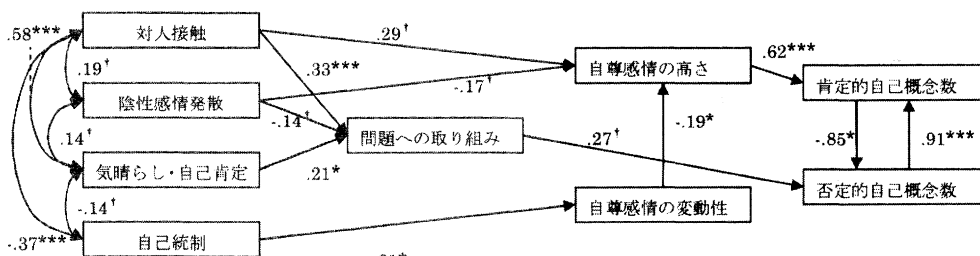 .58***
対人接触
.29†
.62***
.19†
.33***
自尊感情の高さ
陰性感情発散
-.17†
肯定的自己概念数
-.14†
問題への取り組み
.14†
.27†
-.19*
-.85*
.91***
気晴らし・自己肯定
.21*
否定的自己概念数
-.14†
自尊感情の変動性
-.37***
自己統制